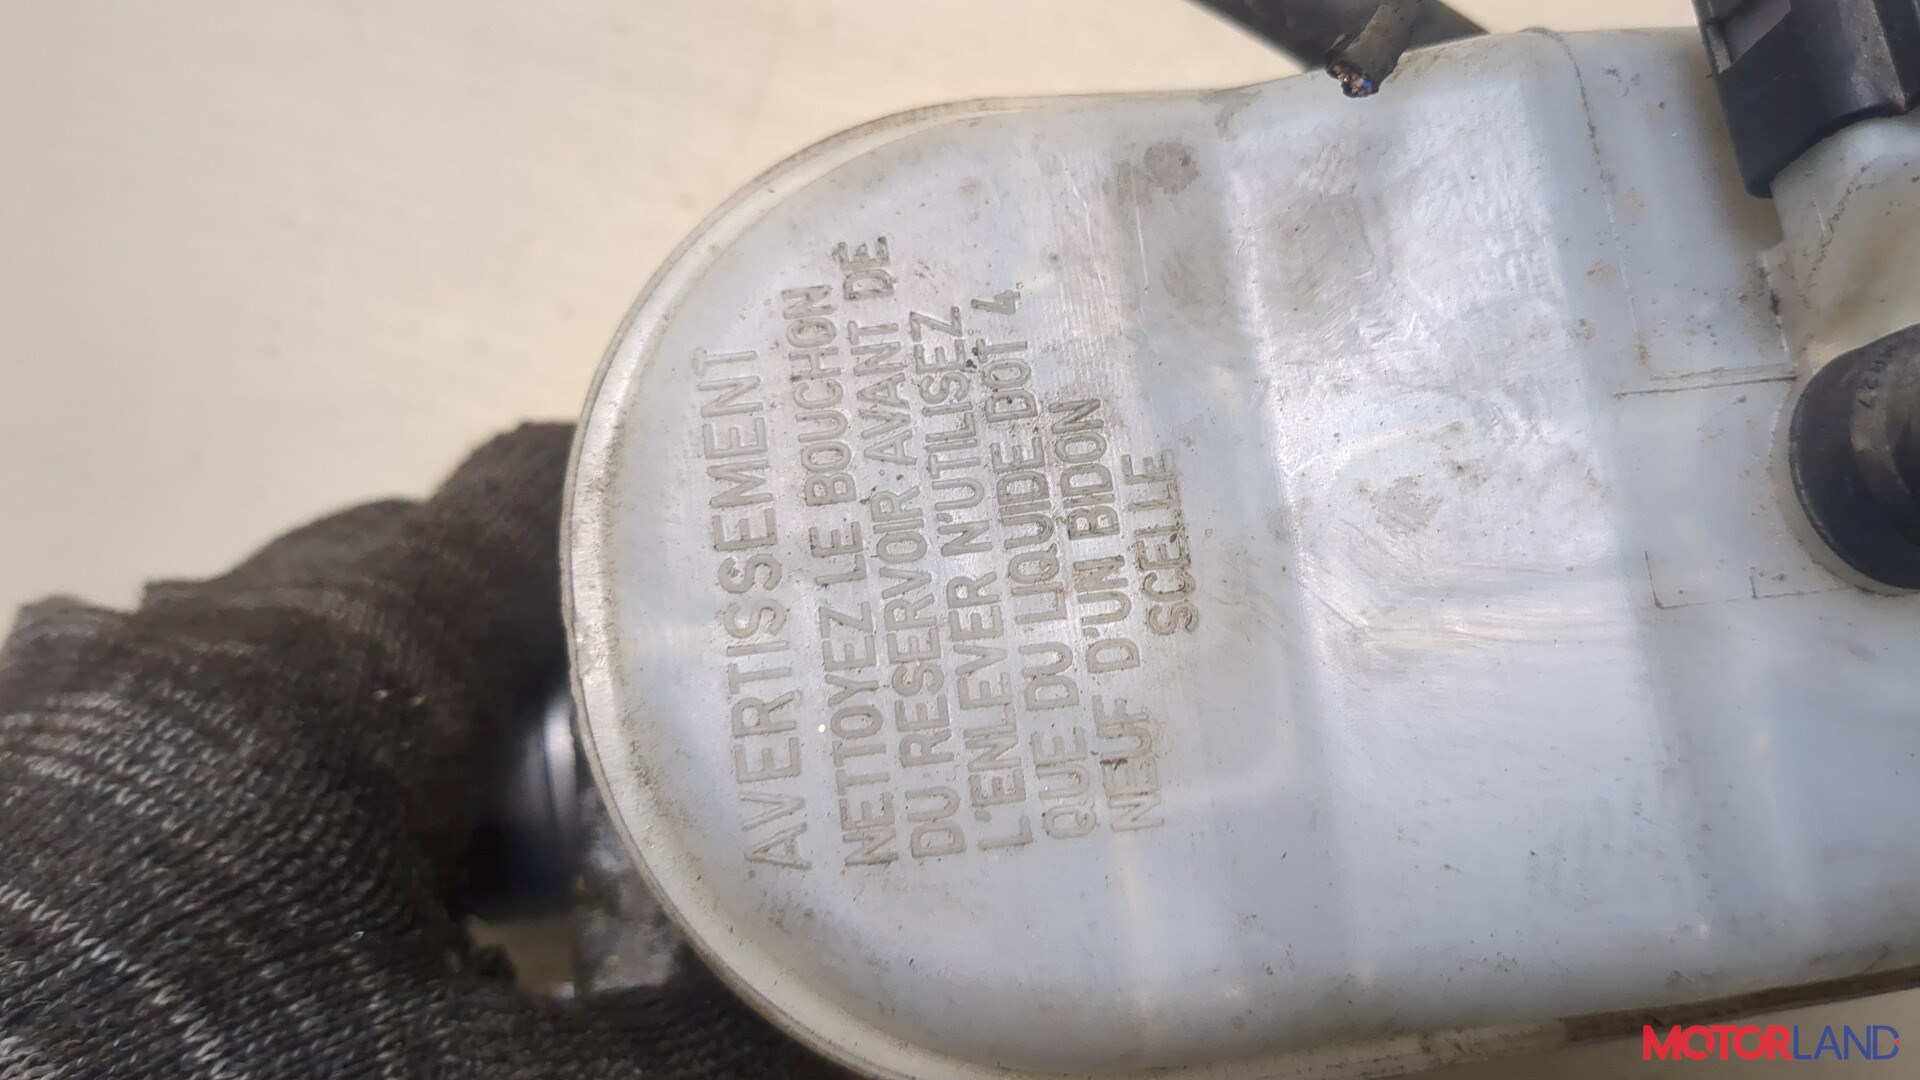 AVERTISSEMENT
NETTOYEZ LE BOUCHON
DU RESERVOIR AVANT DE
L'ENLEVER N'UTILISEZ
QUE DU LIQUIDE DOT 4.
NEUF D'UN BIDON
SCELLE
MOTORLAND